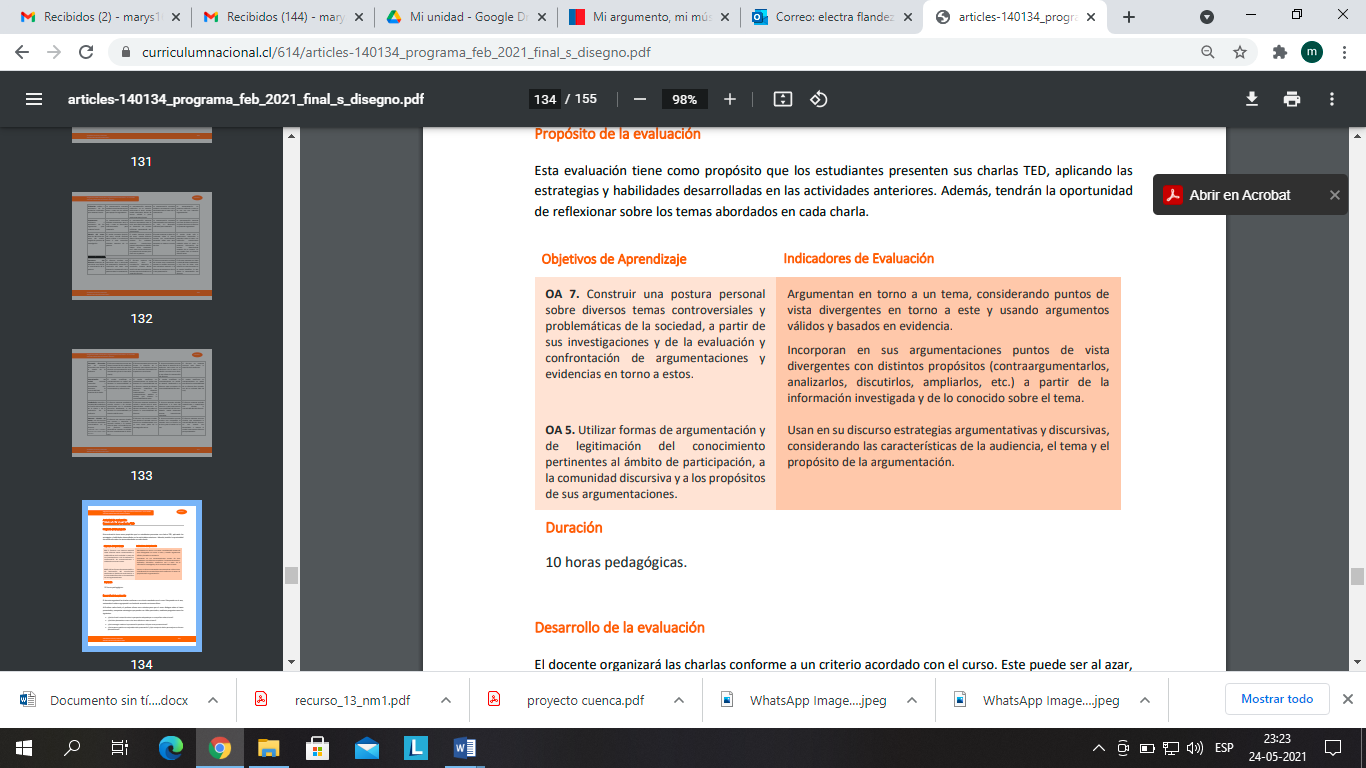 Recibidos (2) - marys1
Recibidos (144) - mary
Mi unidad - Google Dr
Mi argumento, mi mús
Correo: electra flandez
articles-140134_progra
curriculumnacional.cl/614/articles-140134_programa_feb_2021_final_s_disegno.pdf
m
articles-140134_programa_feb_2021_final_s_disegno.pdf
134 / 155
98%
131
132
133
134
Propósito de la evaluación
Esta evaluación tiene como propósito que los estudiantes presenten sus charlas TED, aplicando las
estrategias y habilidades desarrolladas en las actividades anteriores. Además, tendrán la oportunidad
de reflexionar sobre los temas abordados en cada charla.
Abrir en Acrobat
Objetivos de Aprendizaje
Indicadores de Evaluación
OA 7. Construir una postura personal
sobre diversos temas controversiales y
problemáticas de la sociedad, a partir de
sus investigaciones y de la evaluación y
confrontación de argumentaciones y
evidencias en torno a estos.
Argumentan en torno a un tema, considerando puntos de
vista divergentes en torno a este y usando argumentos
válidos y basados en evidencia.
Incorporan en sus argumentaciones puntos de vista
divergentes con distintos propósitos (contraargumentarlos,
analizarlos, discutirlos, ampliarlos, etc.) a partir de la
información investigada y de lo conocido sobre el tema.
OA 5. Utilizar formas de argumentación y
de legitimación del conocimiento
pertinentes al ámbito de participación, a
la comunidad discursiva y a los propósitos
de sus argumentaciones.
Usan en su discurso estrategias argumentativas y discursivas,
considerando las características de la audiencia, el tema y el
propósito de la argumentación.
Duración
10 horas pedagógicas.
Desarrollo de la evaluación
El docente organizará las charlas conforme a un criterio acordado con el curso. Este puede ser al azar,
Documento sin tí....docx
recurso_13_nm1.pdf
proyecto cuenca.pdf
WhatsApp Image....jpeg
WhatsApp Image....jpeg
Mostrar todo
ESP
23:23
24-05-2021